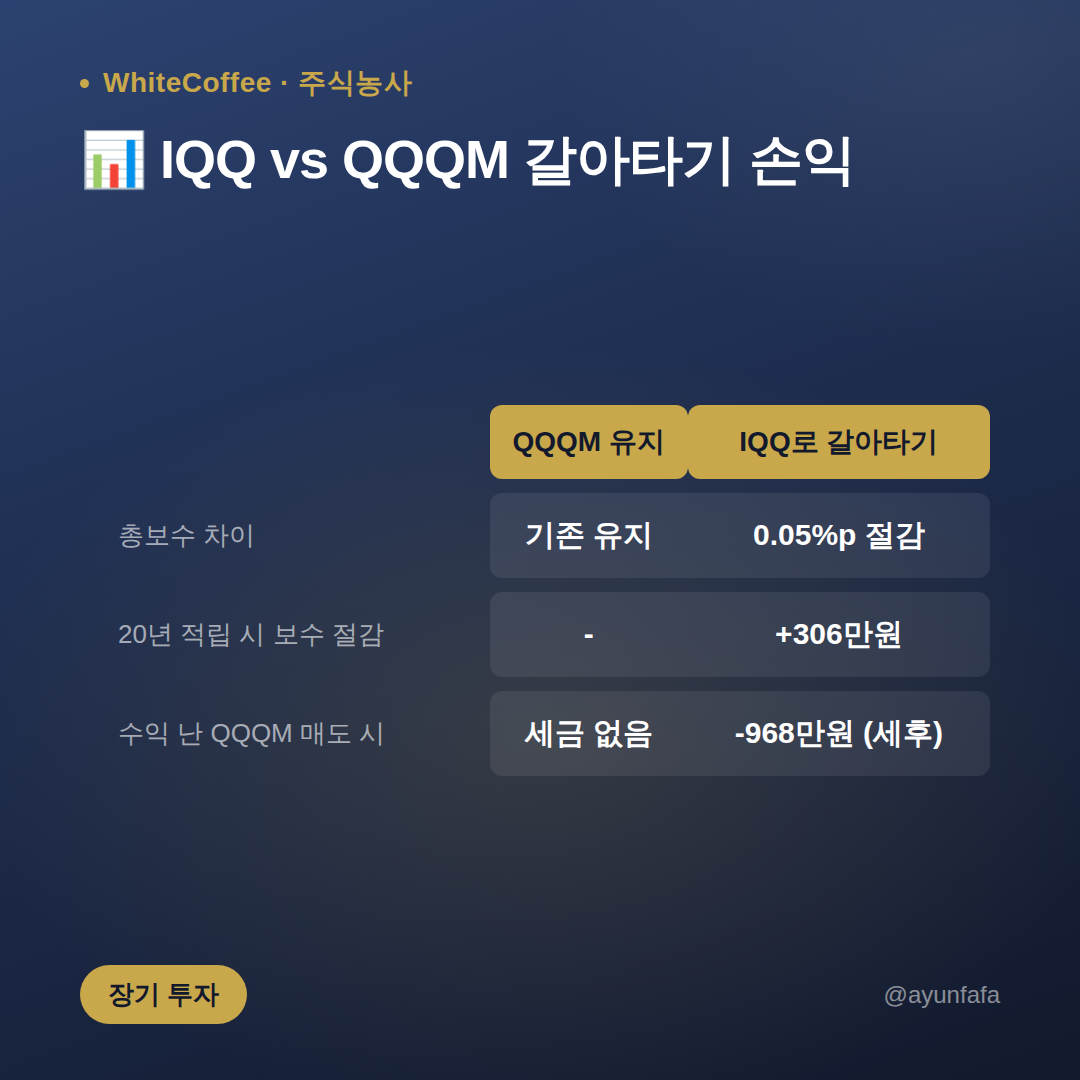 WhiteCoffee · 주식농사
📊 IQQ vs QQQM 갈아타기 손익
QQQM 유지 IQQ로 갈아타기
총보수 차이 기존 유지 0.05%p 절감
20년 적립 시 보수 절감 - +306만원
수익 난 QQQM 매도 시 세금 없음 -968만원 (세후)
장기 투자
@ayunfafa